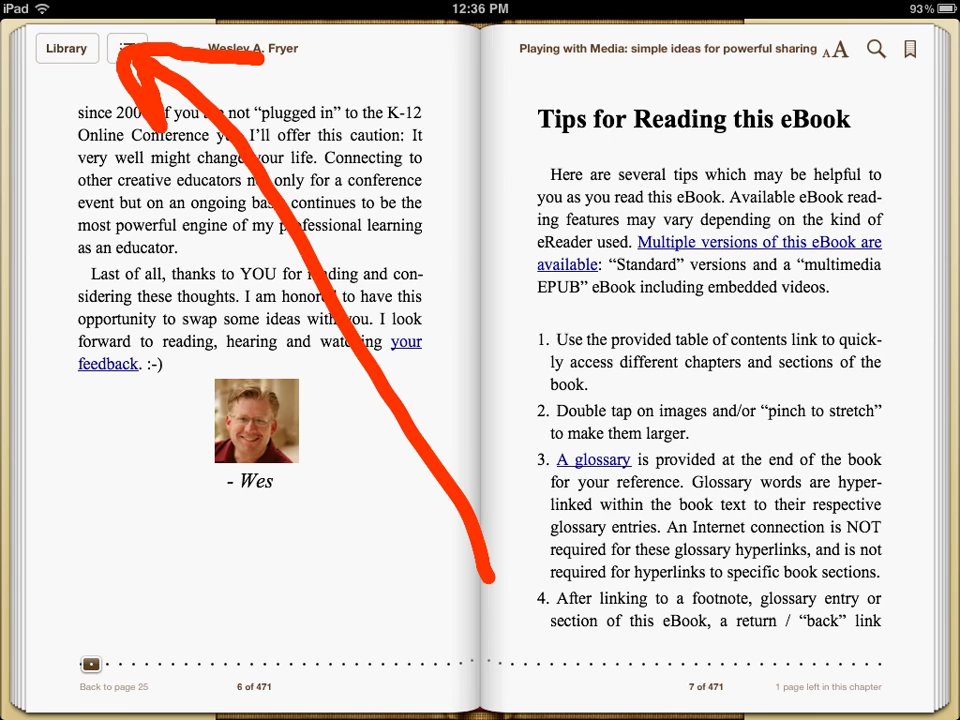 iPad
12:36 PM
93%
Library
Wesley A. Fryer
since 200 f you not “plugged in” to the K-12
Online Conference I’ll offer this caution: It
very well might change your life. Connecting to
other creative educators only for a conference
event but on an ongoing continues to be the
most powerful engine of my professional learning
as an educator.
Last of all, thanks to YOU for reading and con-
sidering these thoughts. I am honored to have this
opportunity to swap some ideas with you. I look
forward to reading, hearing and watching your
feedback. :-)
- Wes
Back to page 25
6 of 471
Playing with Media: simple ideas for powerful sharing
AA
Tips for Reading this eBook
Here are several tips which may be helpful to
you as you read this eBook. Available eBook read-
ing features may vary depending on the kind of
eReader used. Multiple versions of this eBook are
available: “Standard” versions and a “multimedia
EPUB” eBook including embedded videos.
1. Use the provided table of contents link to quick-
ly access different chapters and sections of the
book.
2. Double tap on images and/or “pinch to stretch”
to make them larger.
3. A glossary is provided at the end of the book
for your reference. Glossary words are hyper-
linked within the book text to their respective
glossary entries. An Internet connection is NOT
required for these glossary hyperlinks, and is not
required for hyperlinks to specific book sections.
4. After linking to a footnote, glossary entry or
section of this eBook, a return / “back” link
7 of 471
1 page left in this chapter